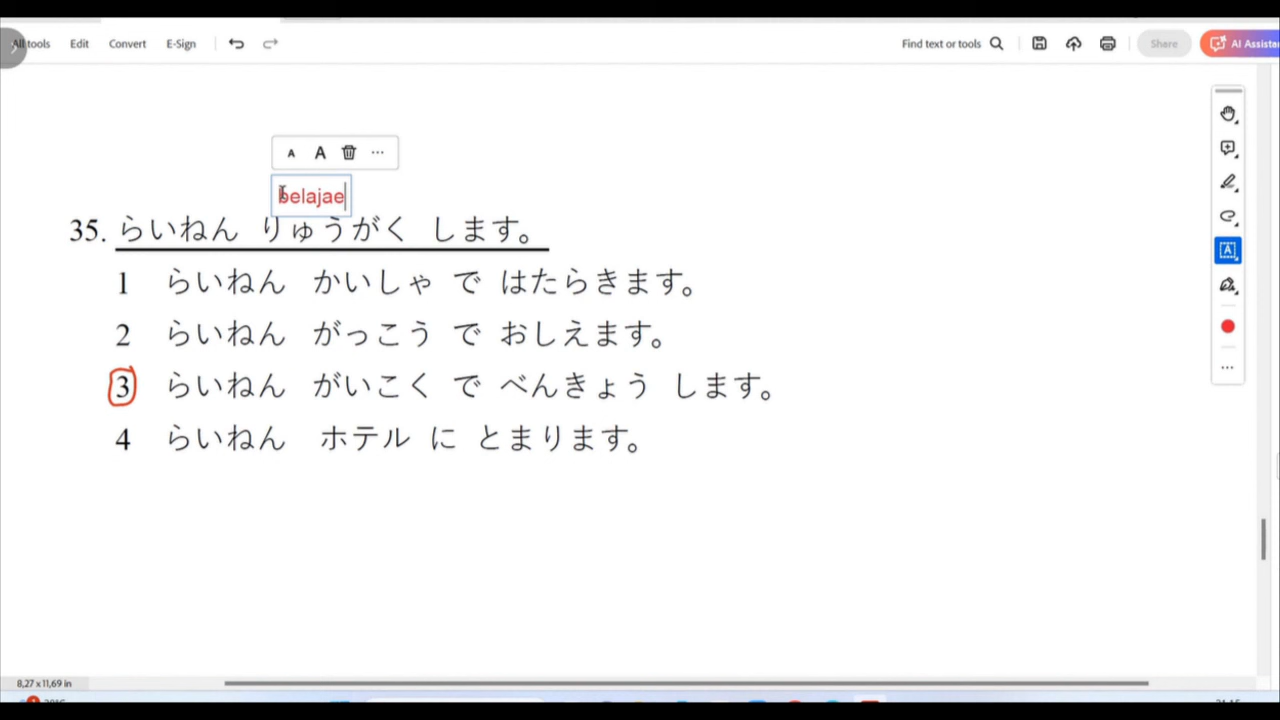 All tools Edit Convert E-Sign Find text or tools Share AI Assista
A A ...
belajae
35. らいねん りゅうがく します。
1 らいねん かいしゃ で はたらきます。
2 らいねん がっこう で おしえます。
3 らいねん がいこく で べんきょう します。
4 らいねん ホテル に とまります。
8,27 x 11,69 in